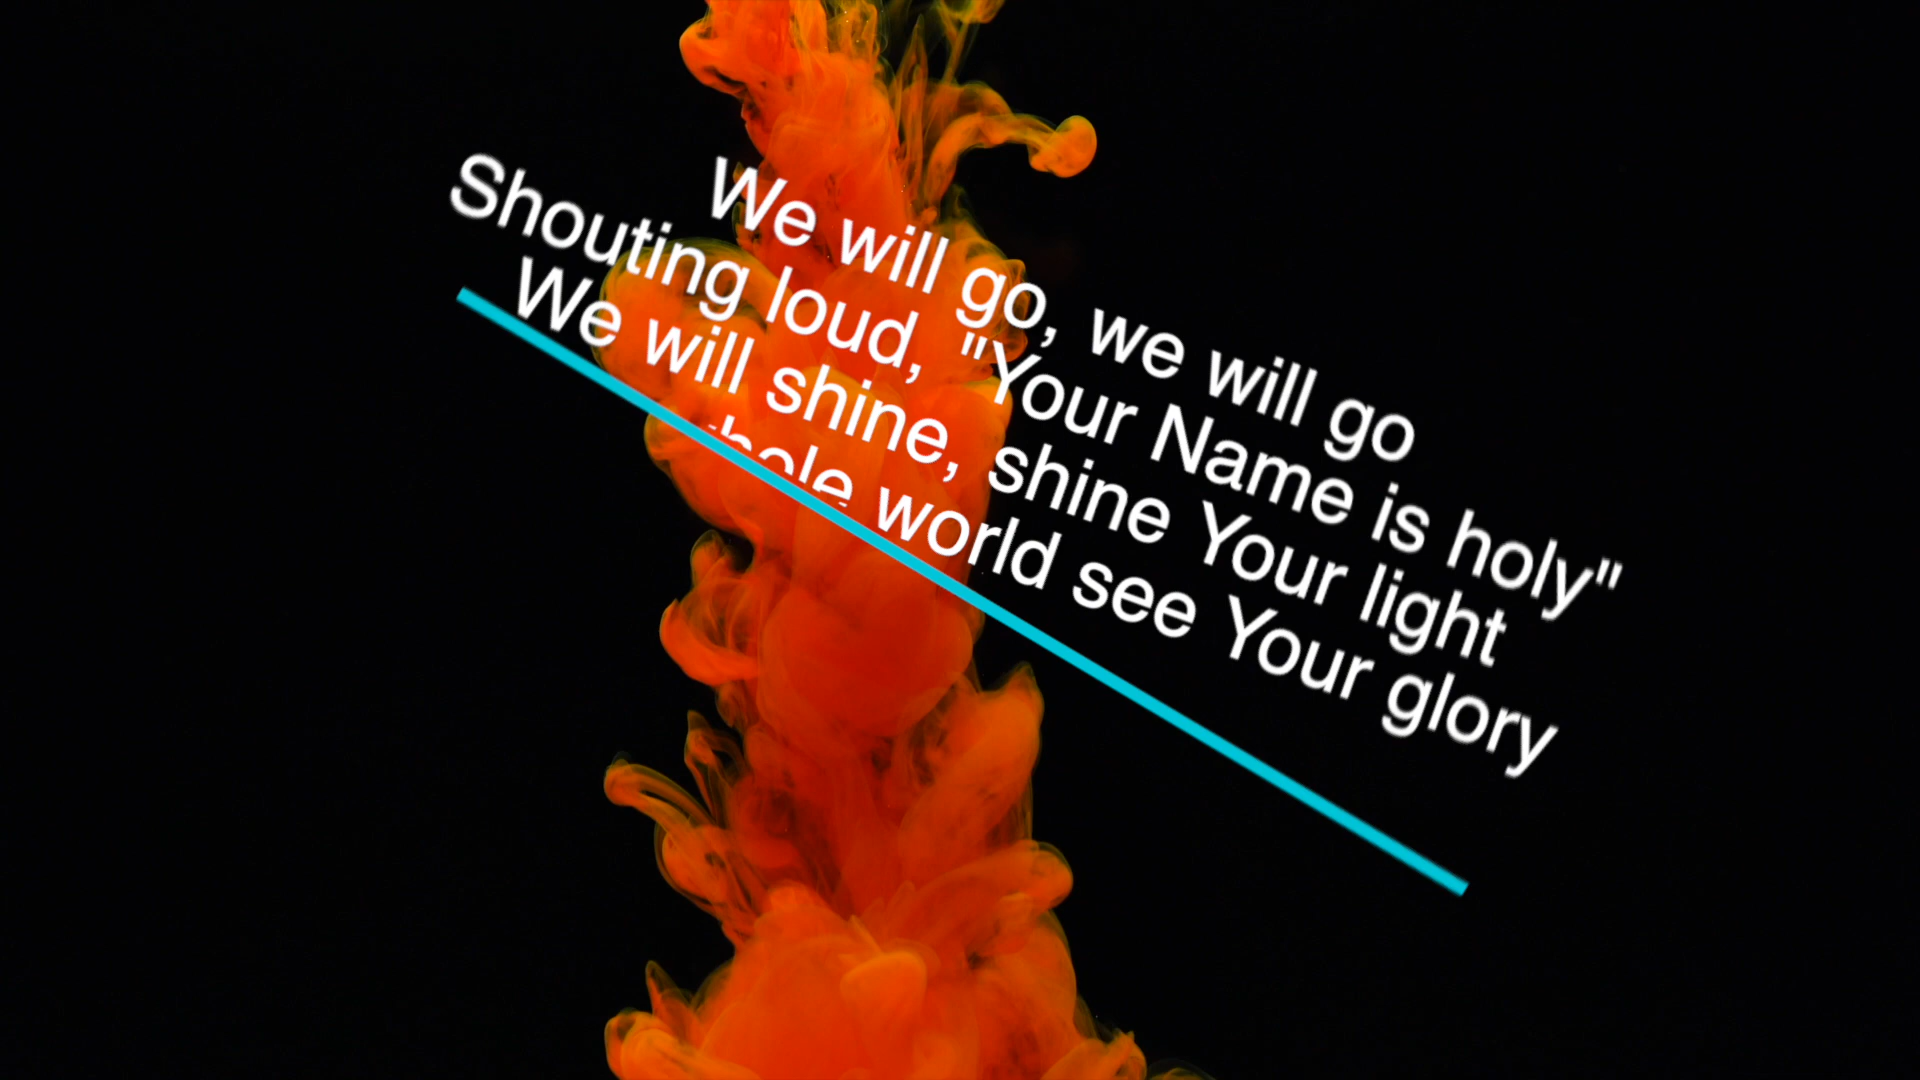 We will go, we will go
Shouting loud, "Your Name is holy"
We will shine, shine Your light
world see Your glory